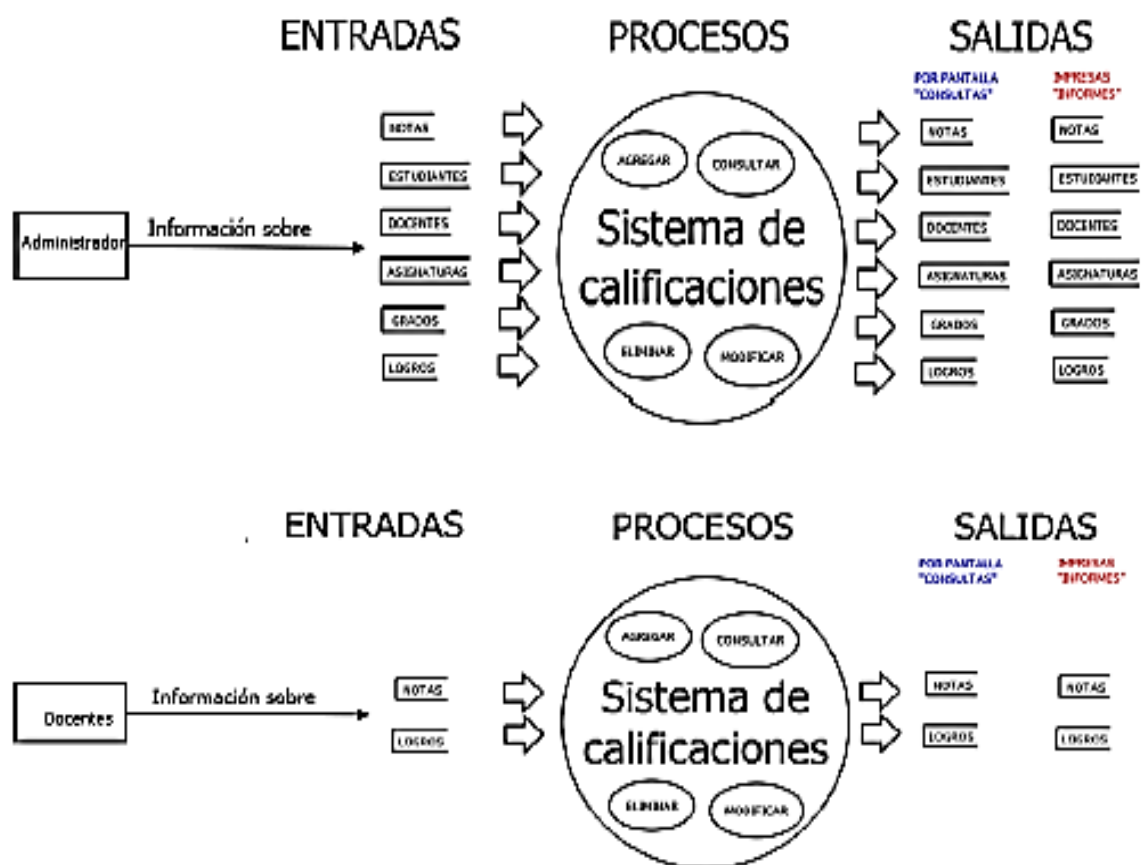 ENTRADAS PROCESOS SALIDAS
POR PANTALLA IMPRESAS
"CONSULTAS" "INFORMES"
NOTAS NOTAS NOTAS
AGREGAR CONSULTAR
ESTUDIANTES ESTUDIANTES ESTUDIANTES
Administrador Información sobre DOCENTES Sistema de DOCENTES DOCENTES
ASIGNATURAS calificaciones ASIGNATURAS ASIGNATURAS
GRADOS GRADOS GRADOS
ELIMINAR MODIFICAR
LOGROS LOGROS LOGROS
ENTRADAS PROCESOS SALIDAS
POR PANTALLA IMPRESAS
"CONSULTAS" "INFORMES"
AGREGAR CONSULTAR
Docentes Información sobre NOTAS Sistema de NOTAS NOTAS
LOGROS calificaciones LOGROS LOGROS
ELIMINAR MODIFICAR